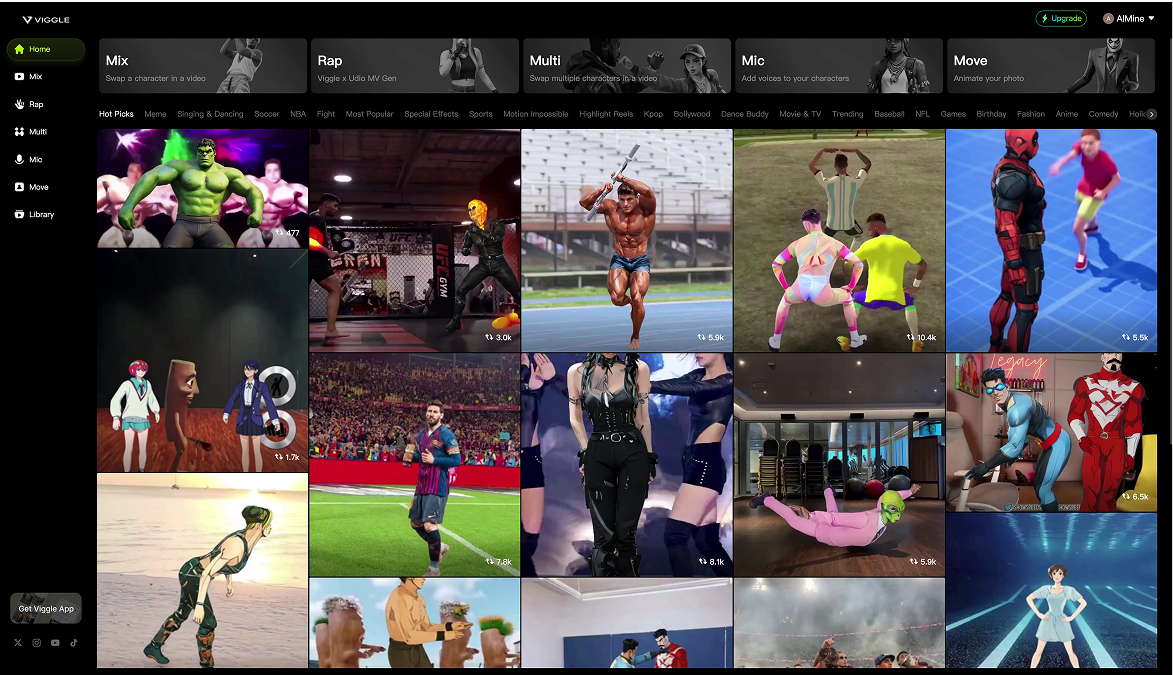 VIGGLE
Upgrade
A AIMine
Home
Mix
Rap
Multi
Mic
Move
Library
Mix
Swap a character in a video
Rap
Viggle x Udio MV Gen
Multi
Swap multiple characters in a video
Mic
Add voices to your characters
Move
Animate your photo
Hot Picks Meme Singing & Dancing Soccer NBA Fight Most Popular Special Effects Sports Motion Impossible Highlight Reels Kpop Bollywood Dance Buddy Movie & TV Trending Baseball NFL Games Birthday Fashion Anime Comedy
477
UFC GYM
3.0k
5.9k
10.4k
5.5k
1.7k
7.8k
8.1k
5.9k
Legacy
6.5k
Get Viggle App